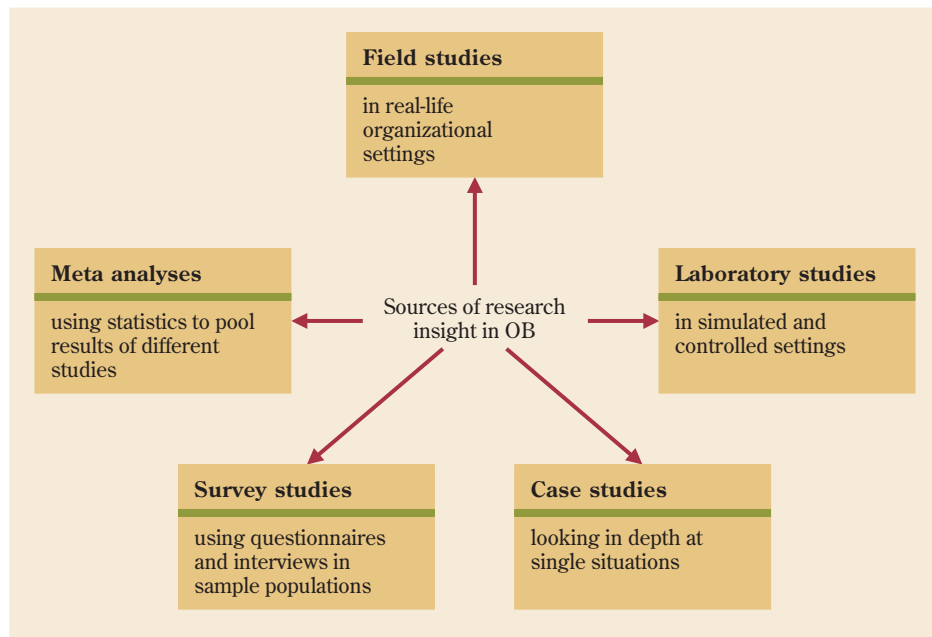 Field studies
in real-life
organizational
settings
Meta analyses
using statistics to pool
results of different
studies
Sources of research
insight in OB
Laboratory studies
in simulated and
controlled settings
Survey studies
using questionnaires
and interviews in
sample populations
Case studies
looking in depth at
single situations